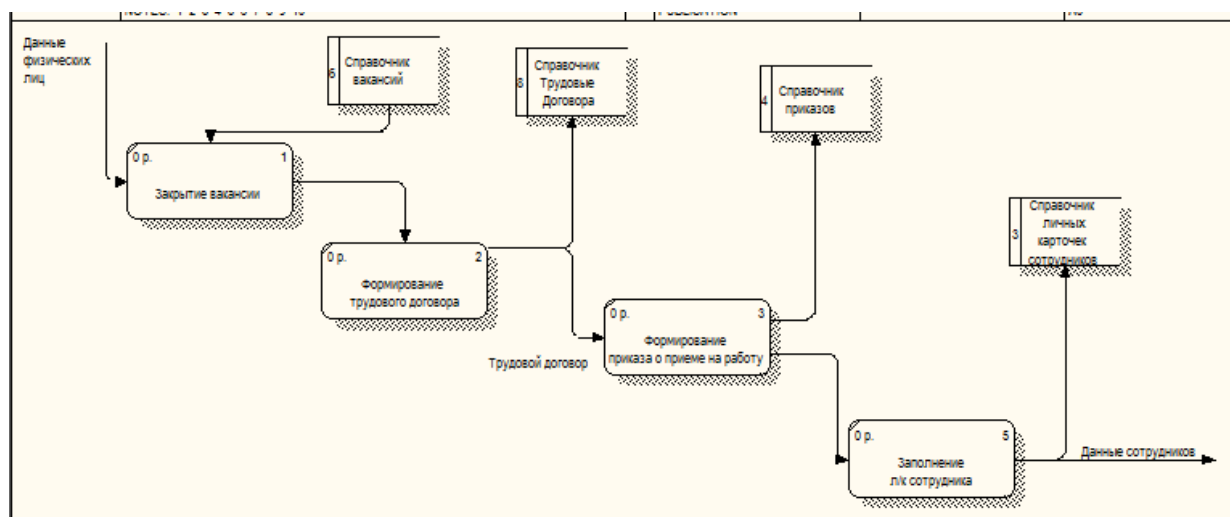 Данные
физических
лиц
6
Справочник
вакансий
8
Справочник
Трудовые
Договора
4
Справочник
приказов
0 р.
1
Закрытие вакансии
0 р.
2
Формирование
трудового договора
3
Справочник
личных
карточек
сотрудников
0 р.
3
Формирование
приказа о приеме на работу
Трудовой договор
0 р.
5
Заполнение
л/к сотрудника
Данные сотрудников